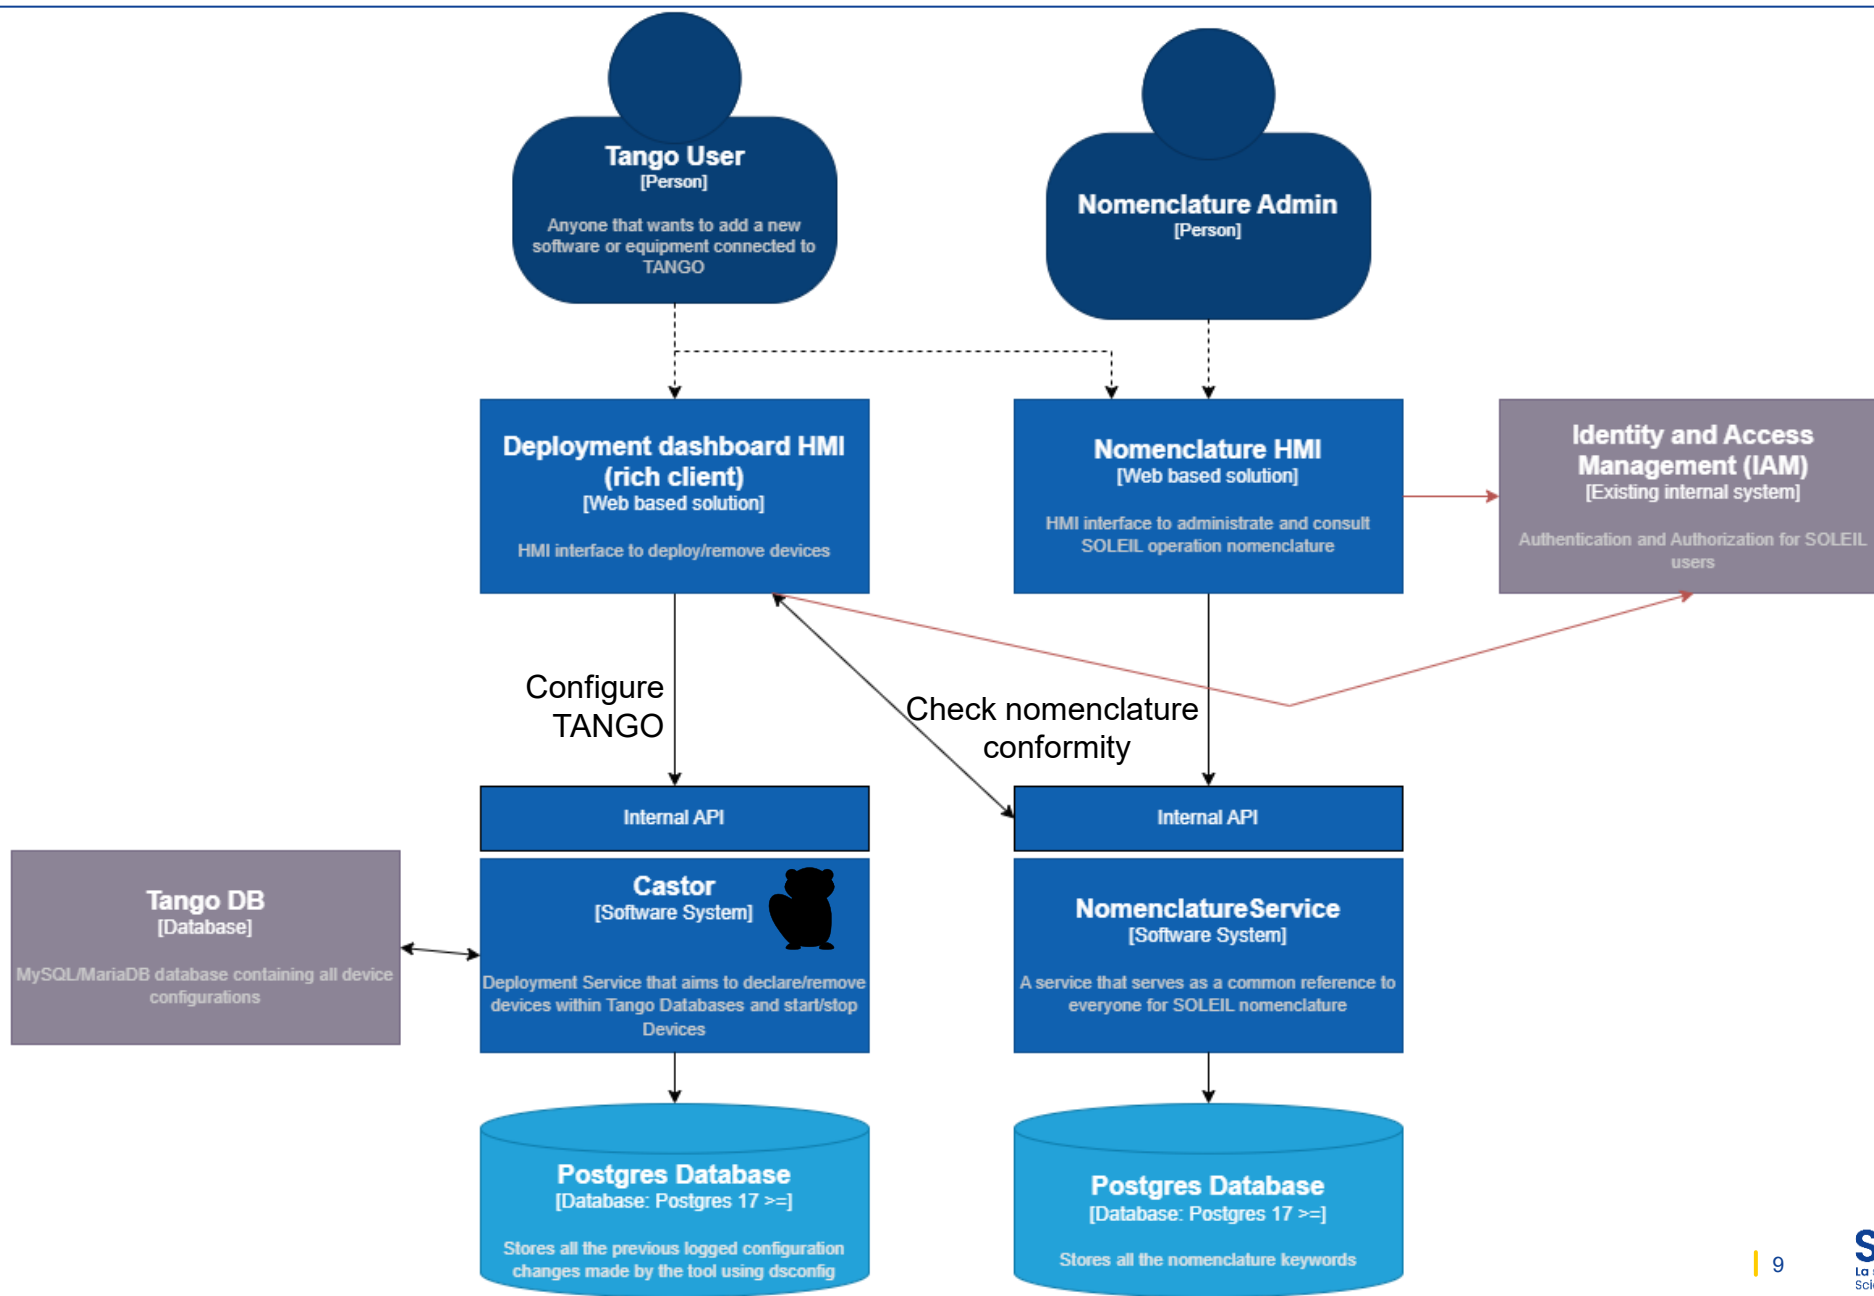 Tango User
[Person]
Anyone that wants to add a new
software or equipment connected to
TANGO
Nomenclature Admin
[Person]
Deployment dashboard HMI
(rich client)
[Web based solution]
HMI interface to deploy/remove devices
Nomenclature HMI
[Web based solution]
HMI interface to administrate and consult
SOLEIL operation nomenclature
Identity and Access
Management (IAM)
[Existing internal system]
Authentication and Authorization for SOLEIL
users
Configure
TANGO
Check nomenclature
conformity
Internal API
Internal API
Tango DB
[Database]
MySQL/MariaDB database containing all device
configurations
Castor
[Software System]
Deployment Service that aims to declare/remove
devices within Tango Databases and start/stop
Devices
NomenclatureService
[Software System]
A service that serves as a common reference to
everyone for SOLEIL nomenclature
Postgres Database
[Database: Postgres 17 >=]
Stores all the previous logged configuration
changes made by the tool using dsconfig
Postgres Database
[Database: Postgres 17 >=]
Stores all the nomenclature keywords
9